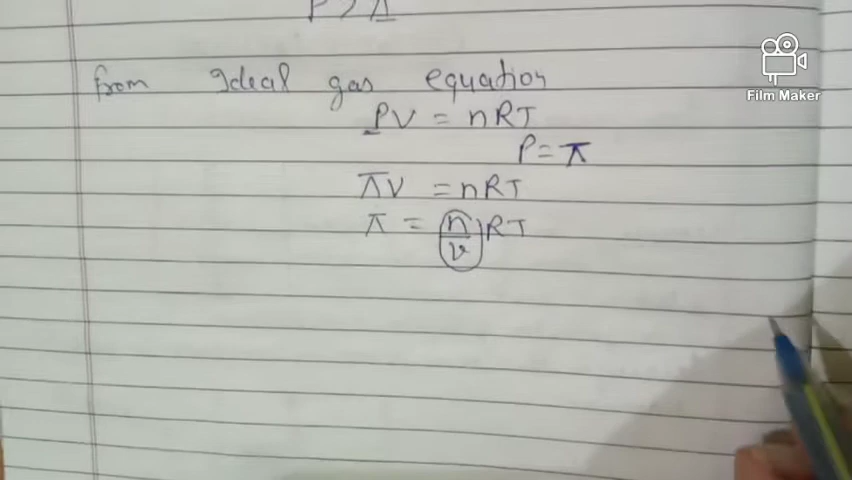 P > π
from Ideal gas equation
PV = nRT
P = π
πV = nRT
π = (n/v) RT
Film Maker